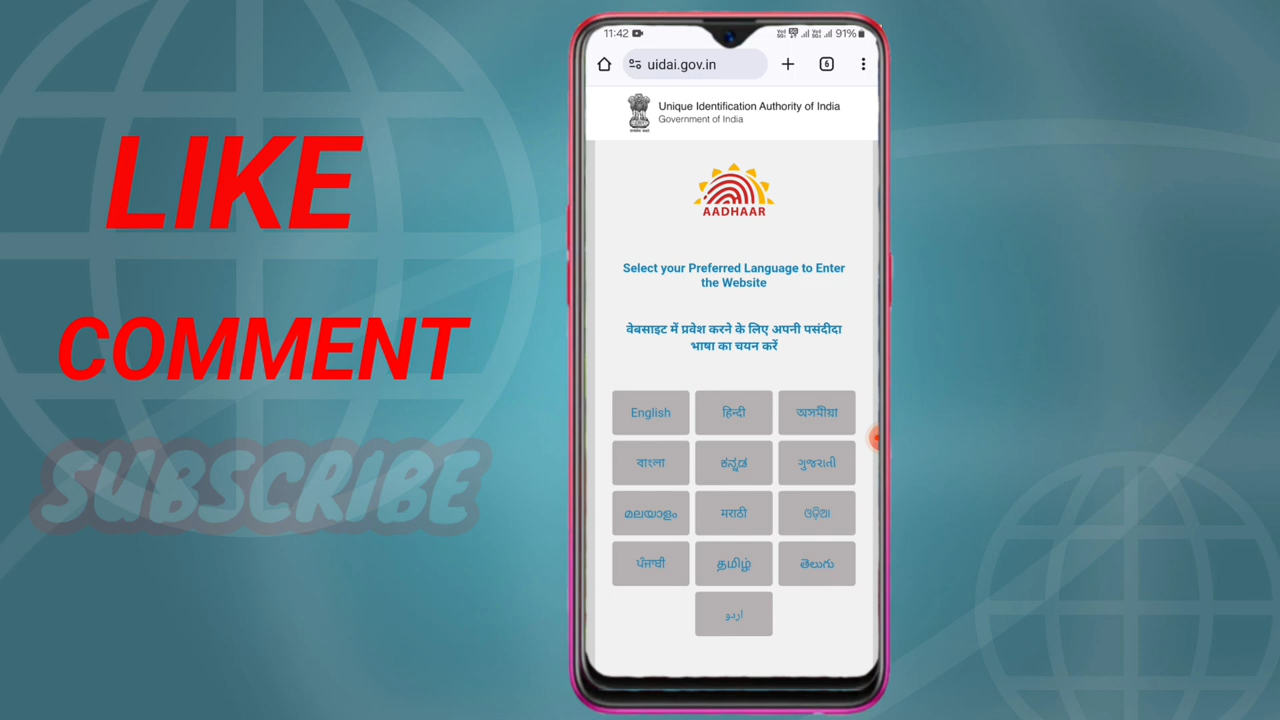 LIKE
COMMENT
SUBSCRIBE
11:42
91%
uidai.gov.in
6
Unique Identification Authority of India
Government of India
AADHAAR
Select your Preferred Language to Enter
the Website
वेबसाइट में प्रवेश करने के लिए अपनी पसंदीदा
भाषा का चयन करें
English हिन्दी অসমীয়া
বাংলা ಕನ್ನಡ ગુજરાતી
മലയാളം मराठी ଓଡ଼ିଆ
ਪੰਜਾਬੀ தமிழ் తెలుగు
اردو